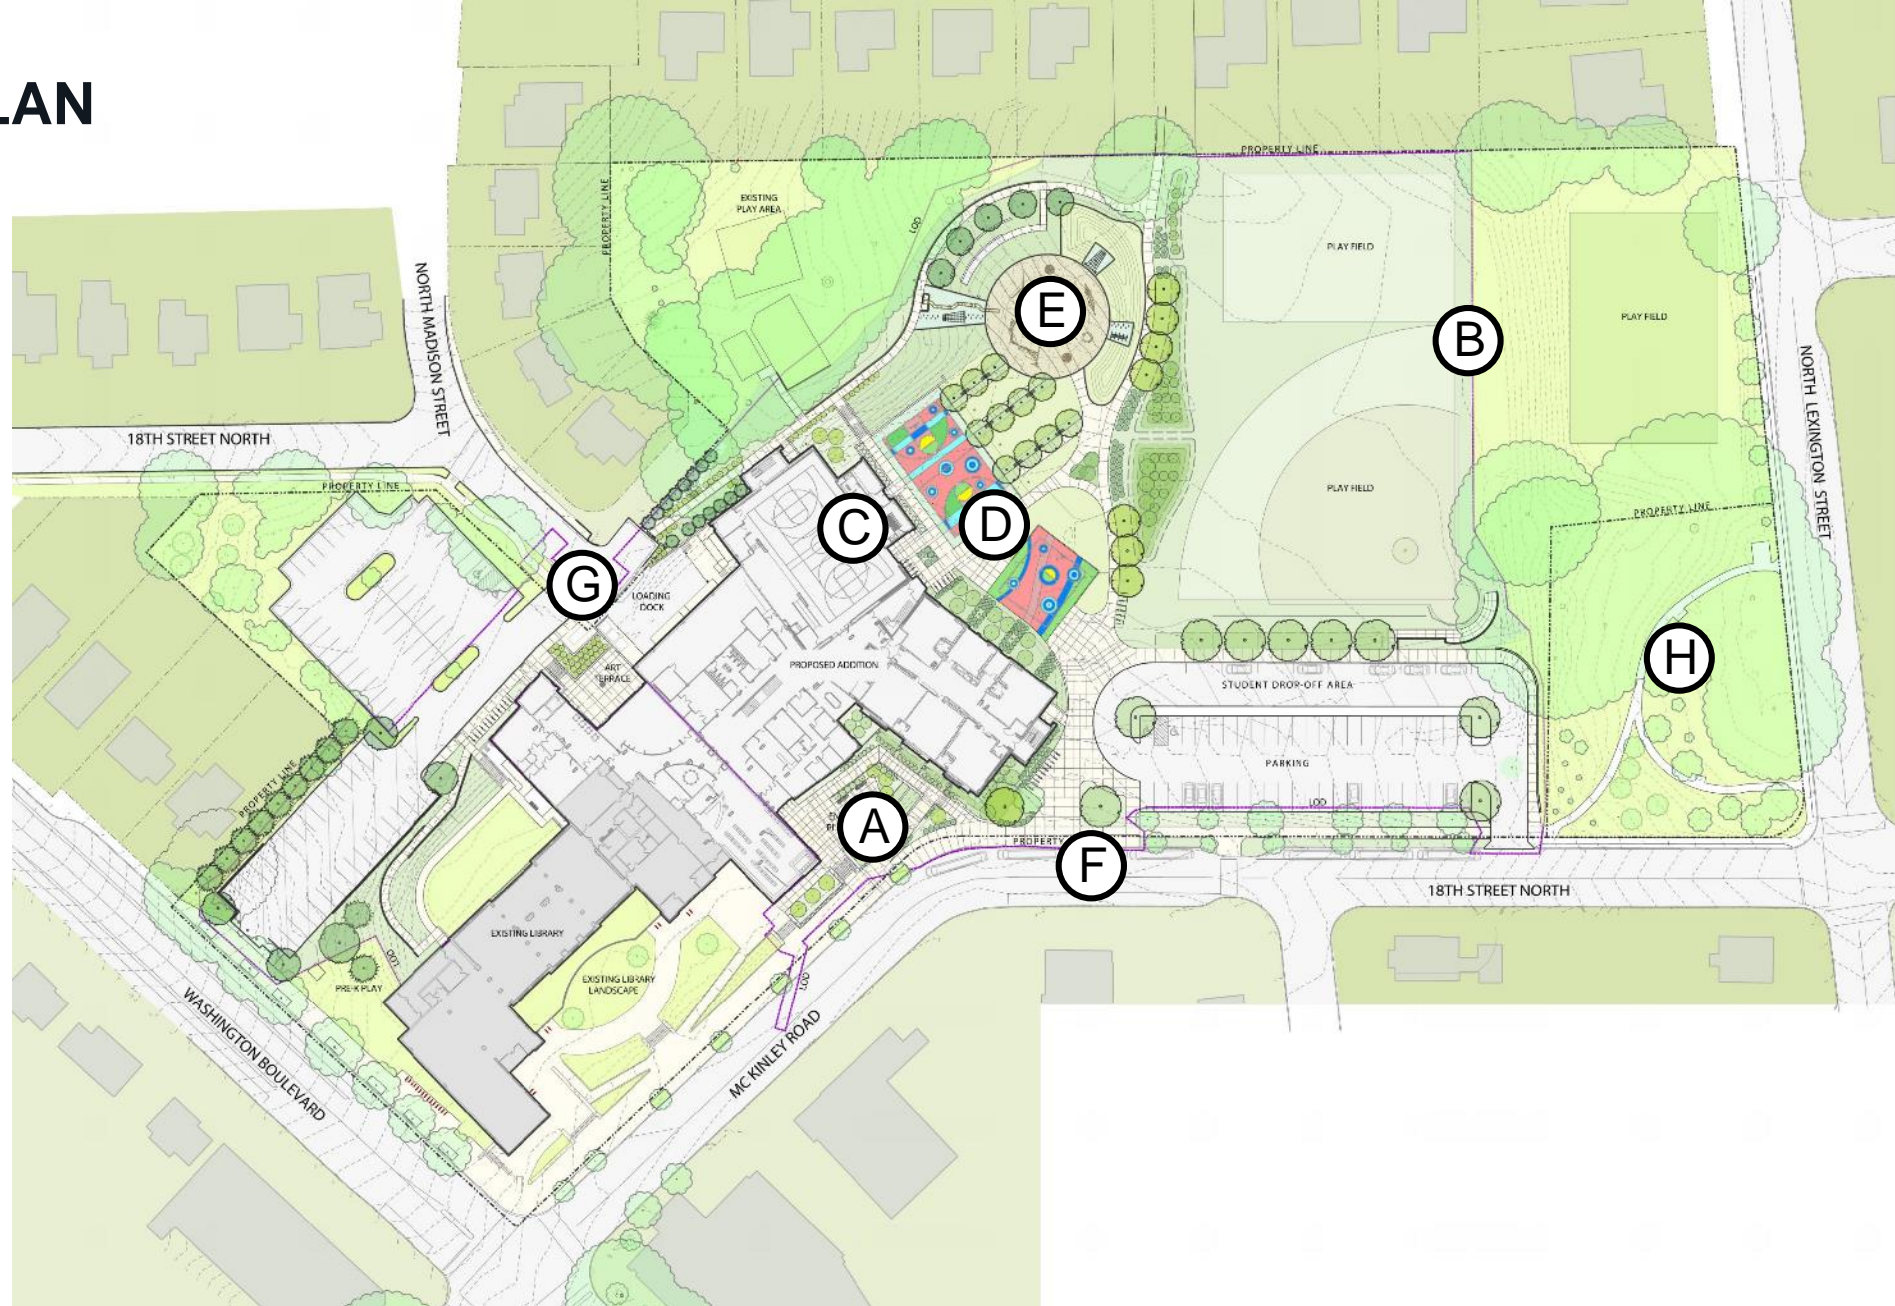 LAN
PROPERTY LINE
EXISTING
PLAY AREA
PROPERTY LINE
LOD
PLAY FIELD
E
B
PLAY FIELD
NORTH MADISON STREET
NORTH LEXINGTON STREET
18TH STREET NORTH
PROPERTY LINE
PLAY FIELD
C
D
PROPERTY LINE
G
LOADING
DOCK
H
ART
TERRACE
PROPOSED ADDITION
STUDENT DROP-OFF AREA
PARKING
PROPERTY LINE
LOD
A
PROPERTY
F
18TH STREET NORTH
EXISTING LIBRARY
LOD
PRE-K PLAY
EXISTING LIBRARY
LANDSCAPE
LOD
WASHINGTON BOULEVARD
MC KINLEY ROAD